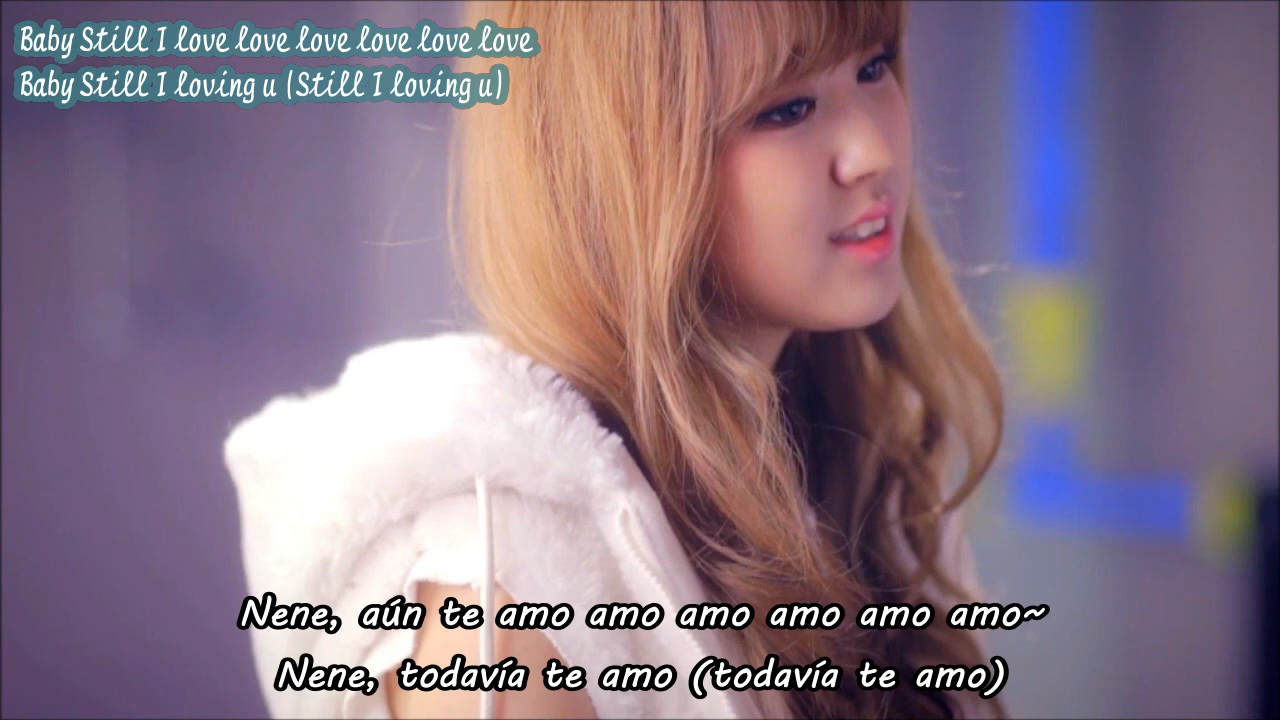 Baby Still I love love love love love love
Baby Still I loving u (Still I loving u)
Nene, aún te amo amo amo amo amo amo~
Nene, todavía te amo (todavía te amo)